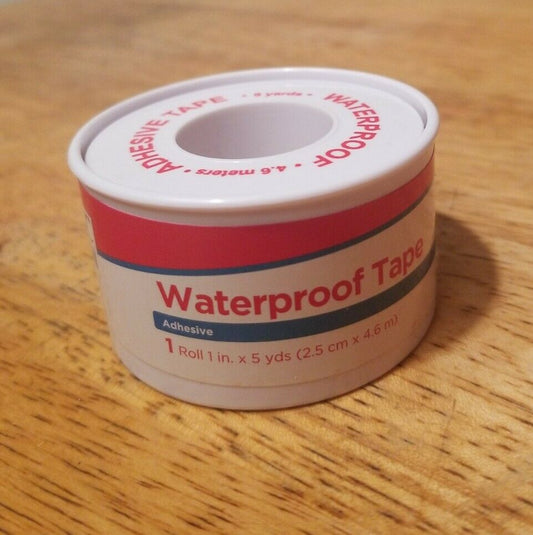 ADHESIVE TAPE • 5 yards • WATERPROOF • 4.6 meters •
Waterproof Tape
Adhesive
1 Roll 1 in. x 5 yds (2.5 cm x 4.6 m)